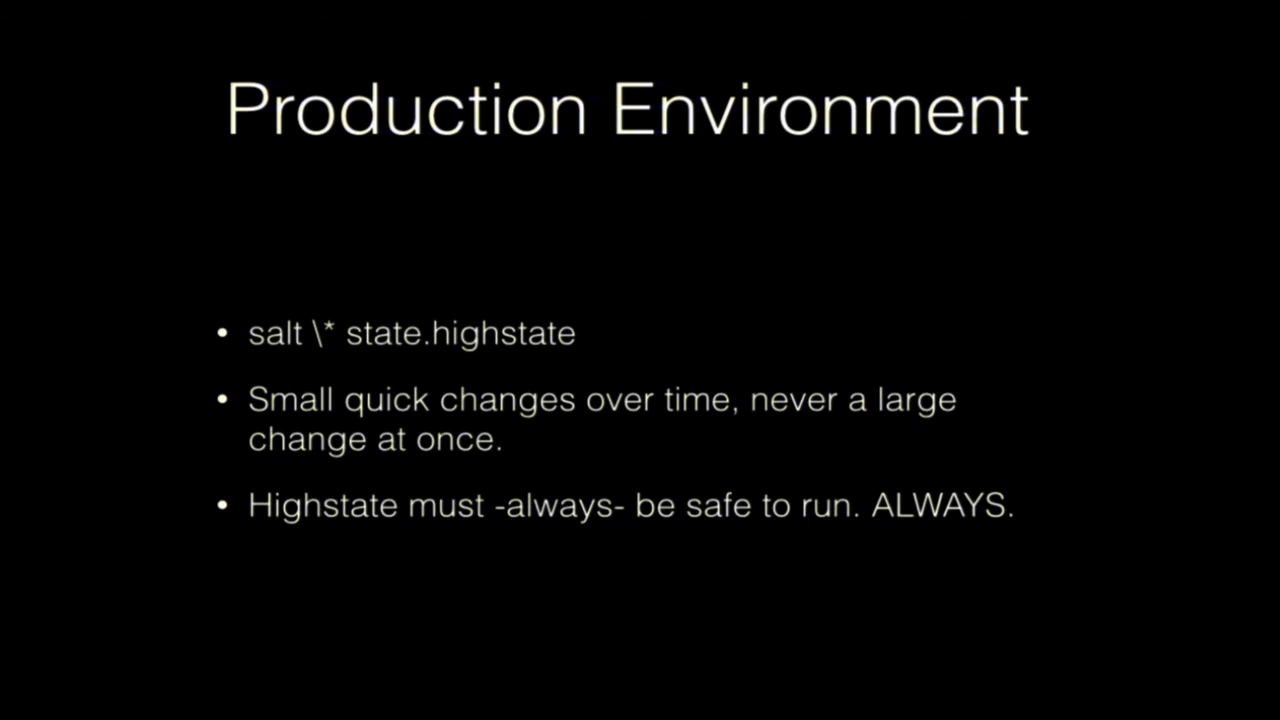 Production Environment
• salt \* state.highstate
• Small quick changes over time, never a large
change at once.
• Highstate must -always- be safe to run. ALWAYS.